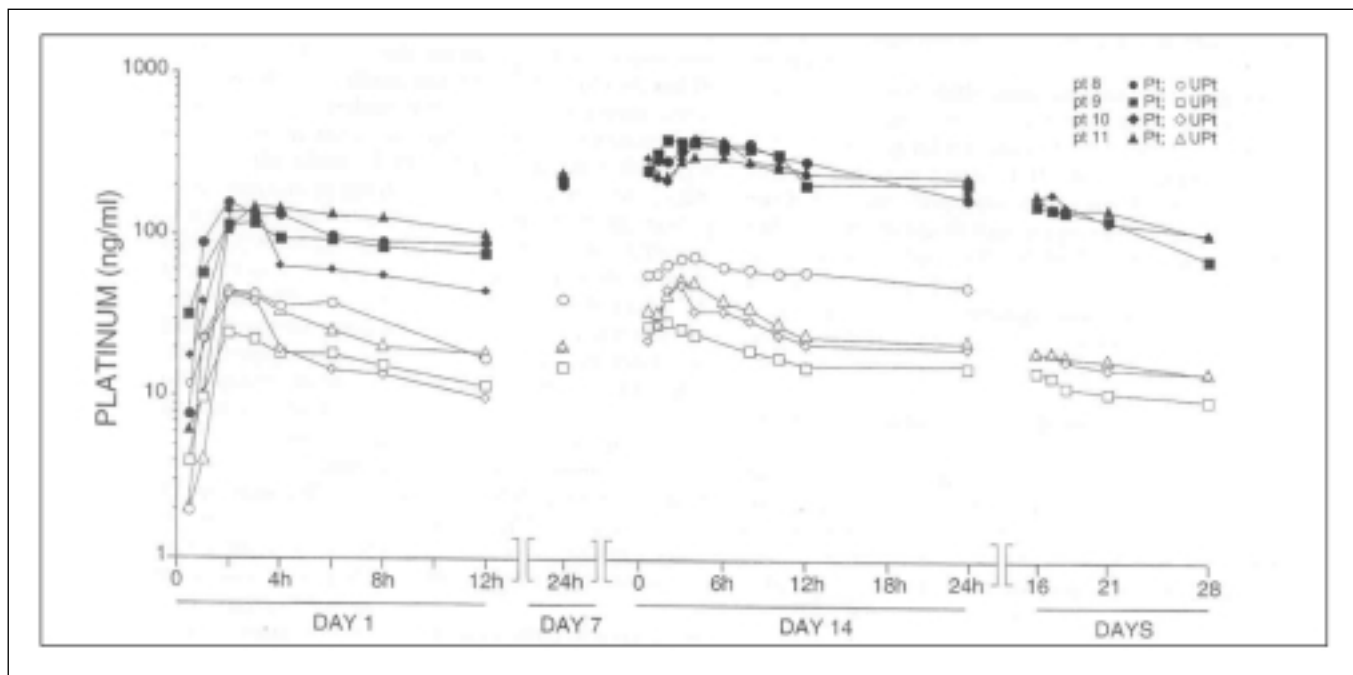 1000
100
10
1
PLATINUM (ng/ml)
pt 8 ● Pt; ○ UPt
pt 9 ■ Pt; □ UPt
pt 10 ◆ Pt; ◇ UPt
pt 11 ▲ Pt; △ UPt
0 4h 8h 12h 24h 0 6h 12h 18h 24h 16 21 28
DAY 1 DAY 7 DAY 14 DAYS